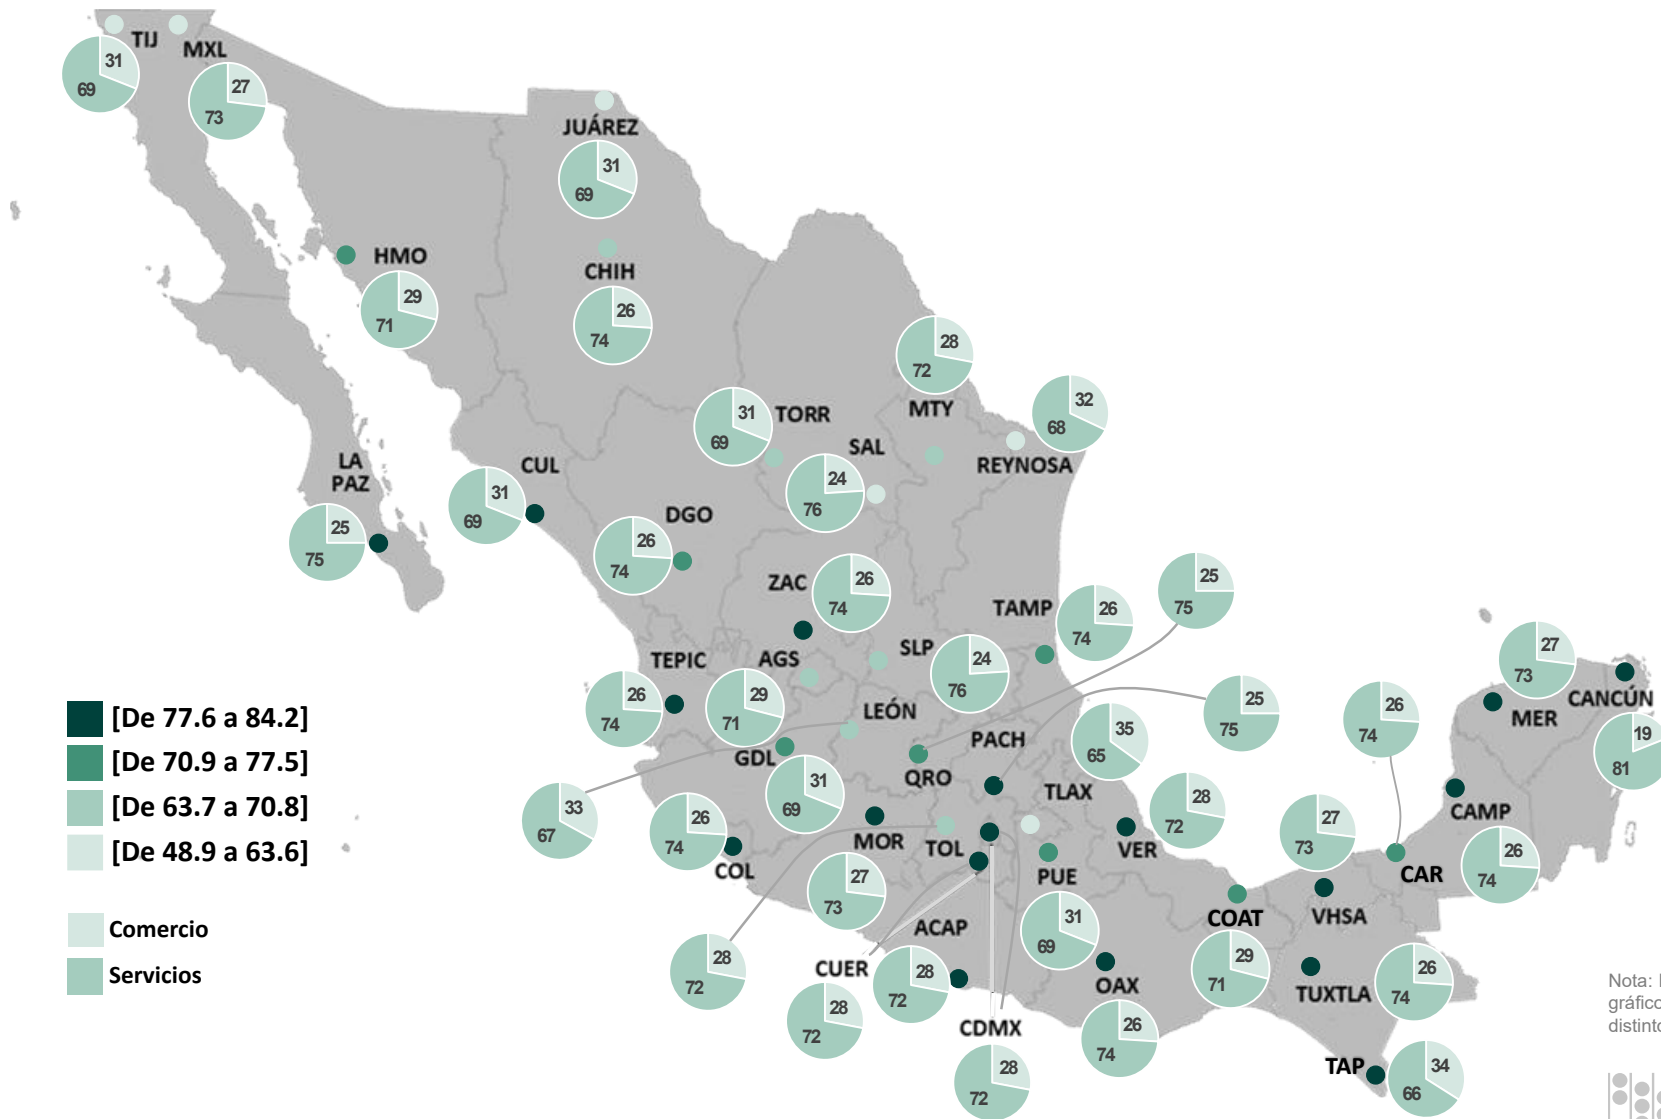 TIJ
MXL
31
69
27
73
JUÁREZ
31
69
HMO
29
71
CHIH
26
74
28
72
MTY
32
68
REYNOSA
31
69
TORR
SAL
24
76
LA
PAZ
25
75
CUL
31
69
DGO
26
74
ZAC
26
74
TAMP
26
74
25
75
TEPIC
26
74
AGS
29
71
SLP
24
76
LEÓN
GDL
31
69
QRO
PACH
35
65
25
75
26
74
27
73
MER
CANCÚN
19
81
[De 77.6 a 84.2]
[De 70.9 a 77.5]
[De 63.7 a 70.8]
[De 48.9 a 63.6]
Comercio
Servicios
33
67
26
74
COL
MOR
27
73
TOL
TLAX
28
72
VER
PUE
31
69
27
73
CAMP
26
74
CAR
VHSA
COAT
29
71
ACAP
28
72
CUER
28
72
28
72
CDMX
28
72
OAX
26
74
TUXTLA
26
74
TAP
34
66
Nota:
gráfico
distinto